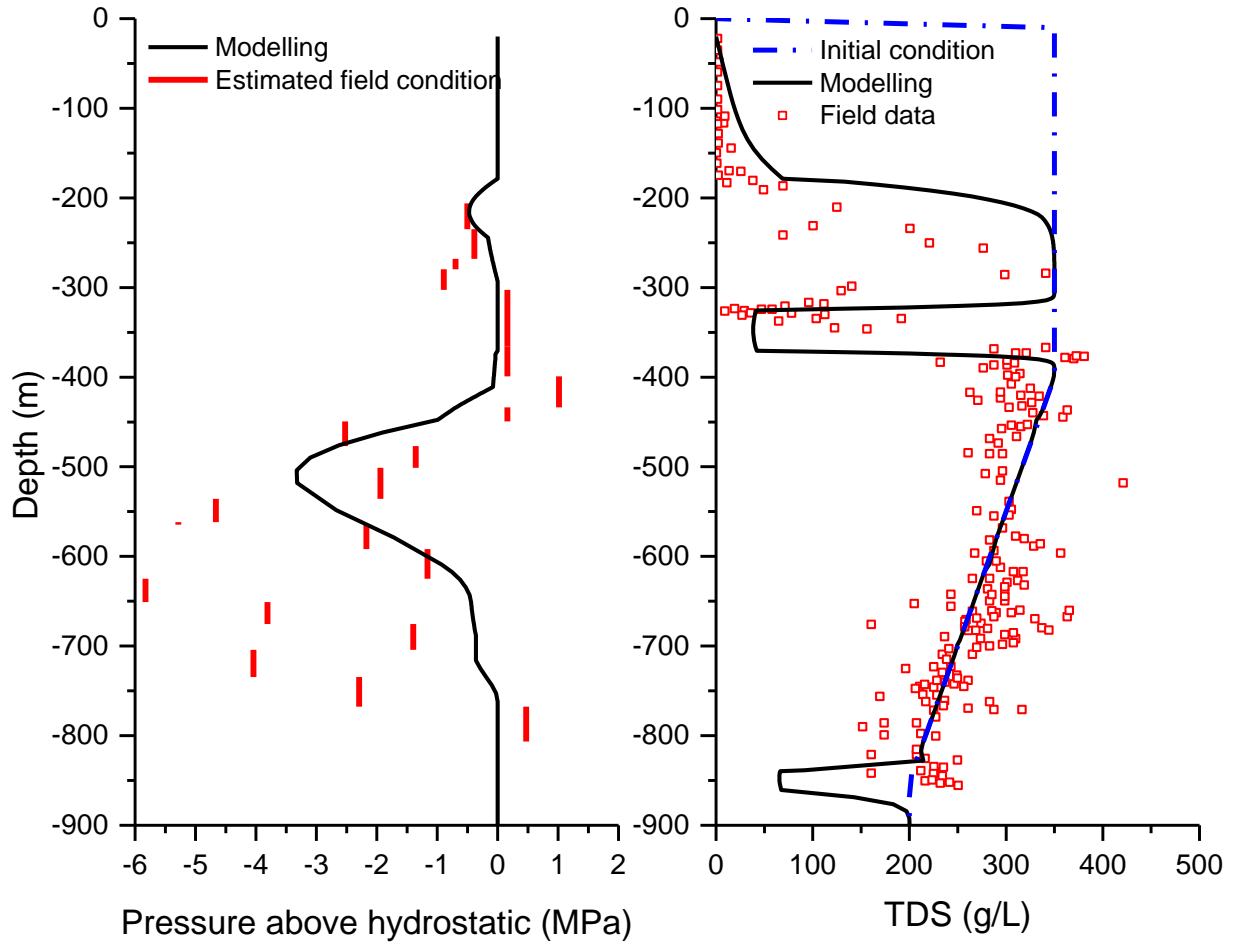 0
-100
-200
-300
-400
-500
-600
-700
-800
-900
Depth (m)
Modelling
Estimated field condition
-6 -5 -4 -3 -2 -1 0 1 2
Pressure above hydrostatic (MPa)
0
-100
-200
-300
-400
-500
-600
-700
-800
-900
Initial condition
Modelling
Field data
0 100 200 300 400 500
TDS (g/L)